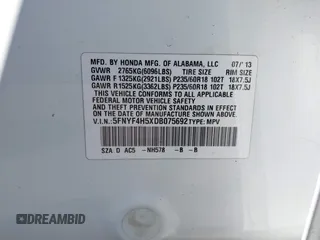 MFD. BY HONDA MFG. OF ALABAMA, LLC 07/'13
GVWR 2765KG(6096LBS) TIRE SIZE RIM SIZE
GAWR F 1325KG(2921LBS) P235/60R18 102T 18X7.5J
GAWR R 1525KG(3362LBS) P235/60R18 102T 18X7.5J
THIS VEHICLE CONFORMS TO ALL APPLICABLE FEDERAL
MOTOR VEHICLE SAFETY, BUMPER, AND THEFT
PREVENTION STANDARDS IN EFFECT ON THE DATE OF
MANUFACTURE SHOWN ABOVE.
V.I.N.: 5FNYF4H5XDB075692 TYPE: MPV
SZA D AC5 -NH578 -B -B